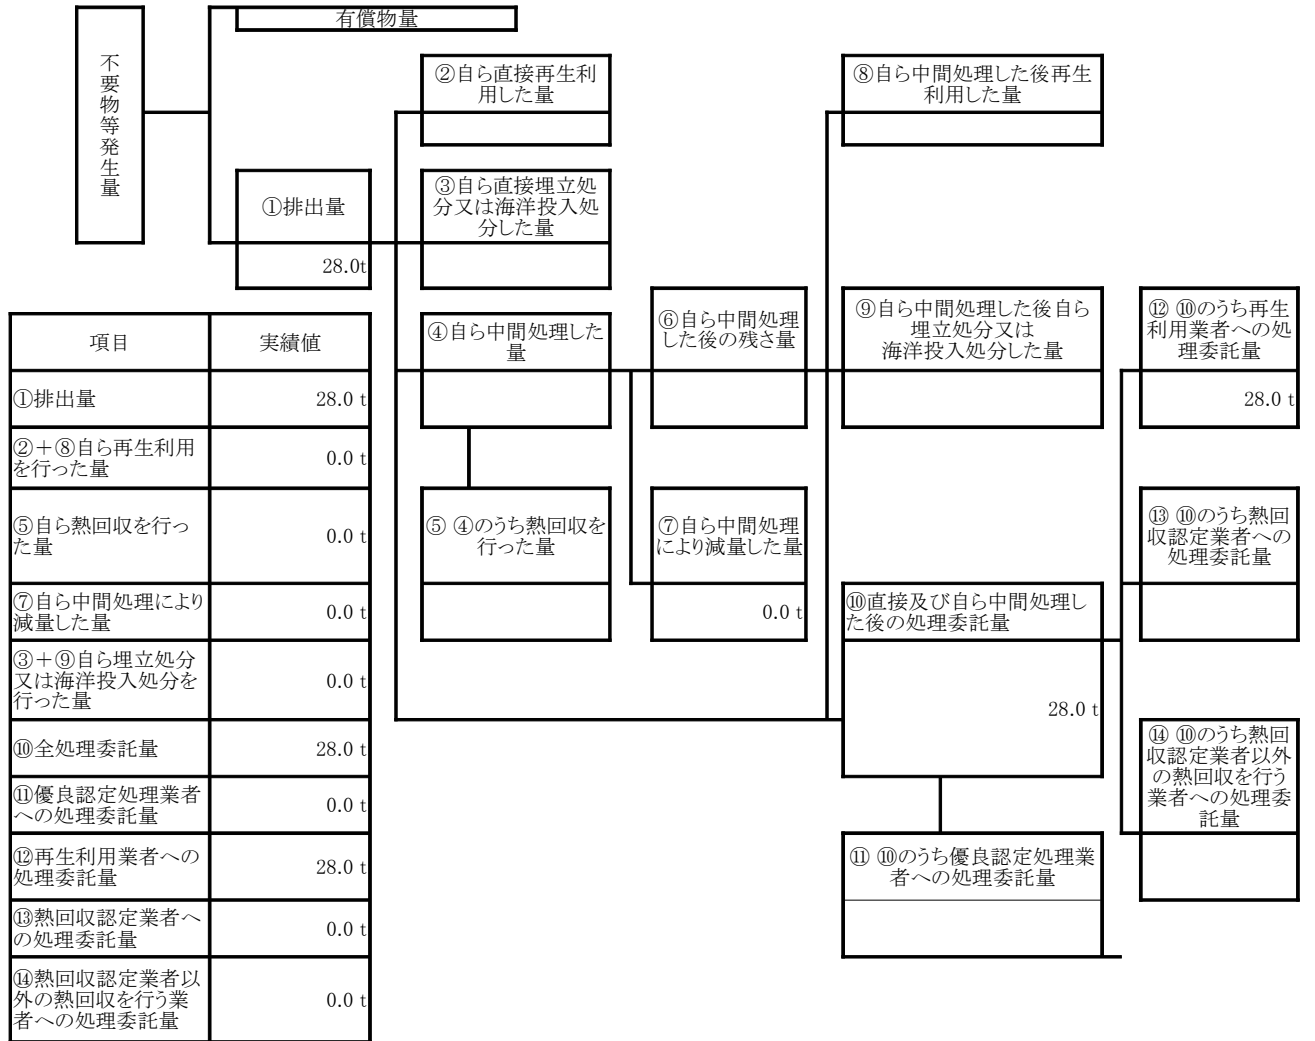 有償物量
不要物等発生量
②自ら直接再生利
用した量
⑧自ら中間処理した後再生
利用した量
①排出量
28.0t
③自ら直接埋立処
分又は海洋投入処
分した量
④自ら中間処理した
量
⑥自ら中間処理
した後の残さ量
⑨自ら中間処理した後自ら
埋立処分又は
海洋投入処分した量
⑫ ⑩のうち再生
利用業者への処
理委託量
28.0 t
⑤ ④のうち熱回収を
行った量
⑦自ら中間処理
により減量した量
0.0 t
⑬ ⑩のうち熱回
収認定業者への
処理委託量
⑩直接及び自ら中間処理し
た後の処理委託量
28.0 t
⑭ ⑩のうち熱回
収認定業者以外
の熱回収を行う
業者への処理委
託量
⑪ ⑩のうち優良認定処理業
者への処理委託量
項目 実績値
①排出量 28.0 t
②＋⑧自ら再生利用
を行った量 0.0 t
⑤自ら熱回収を行っ
た量 0.0 t
⑦自ら中間処理により
減量した量 0.0 t
③＋⑨自ら埋立処分
又は海洋投入処分を
行った量 0.0 t
⑩全処理委託量 28.0 t
⑪優良認定処理業者
への処理委託量 0.0 t
⑫再生利用業者への
処理委託量 28.0 t
⑬熱回収認定業者へ
の処理委託量 0.0 t
⑭熱回収認定業者以
外の熱回収を行う業
者への処理委託量 0.0 t